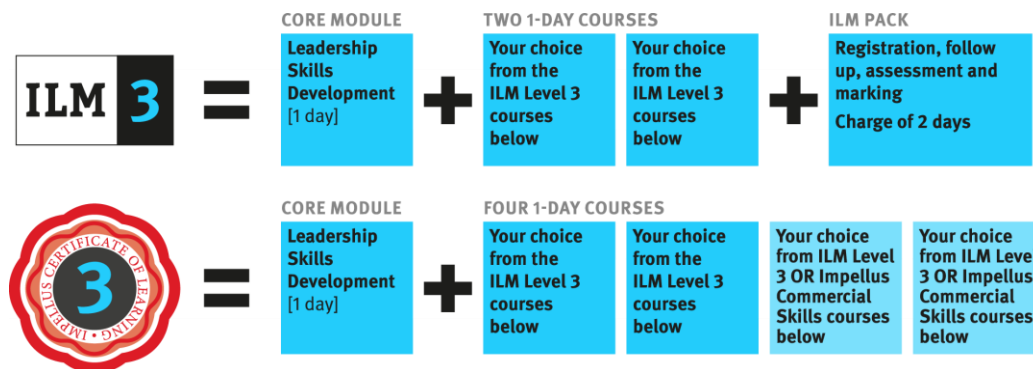 CORE MODULE
TWO 1-DAY COURSES
ILM PACK
ILM 3
=
Leadership
Skills
Development
[1 day]
+
Your choice
from the
ILM Level 3
courses
below
Your choice
from the
ILM Level 3
courses
below
+
Registration, follow
up, assessment and
marking
Charge of 2 days
CORE MODULE
FOUR 1-DAY COURSES
IMPELLUS CERTIFICATE OF LEARNING •
3
=
Leadership
Skills
Development
[1 day]
+
Your choice
from the
ILM Level 3
courses
below
Your choice
from the
ILM Level 3
courses
below
Your choice
from ILM Level
3 OR Impellus
Commercial
Skills courses
below
Your choice
from ILM Leve
3 OR Impellus
Commercial
Skills courses
below